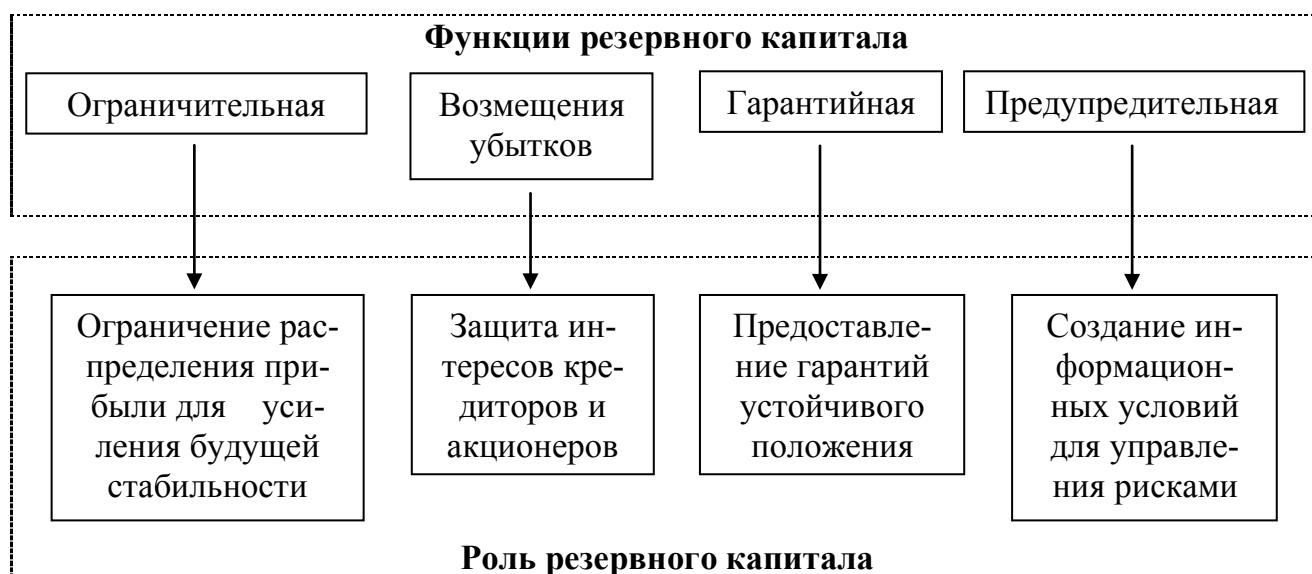 Функции резервного капитала
Ограничительная
Возмещения
убытков
Гарантийная
Предупредительная
Ограничение рас-
пределения при-
были для уси-
ления будущей
стабильности
Защита ин-
тересов кре-
диторов и
акционеров
Предоставле-
ние гарантий
устойчивого
положения
Создание ин-
формацион-
ных условий
для управле-
ния рисками
Роль резервного капитала